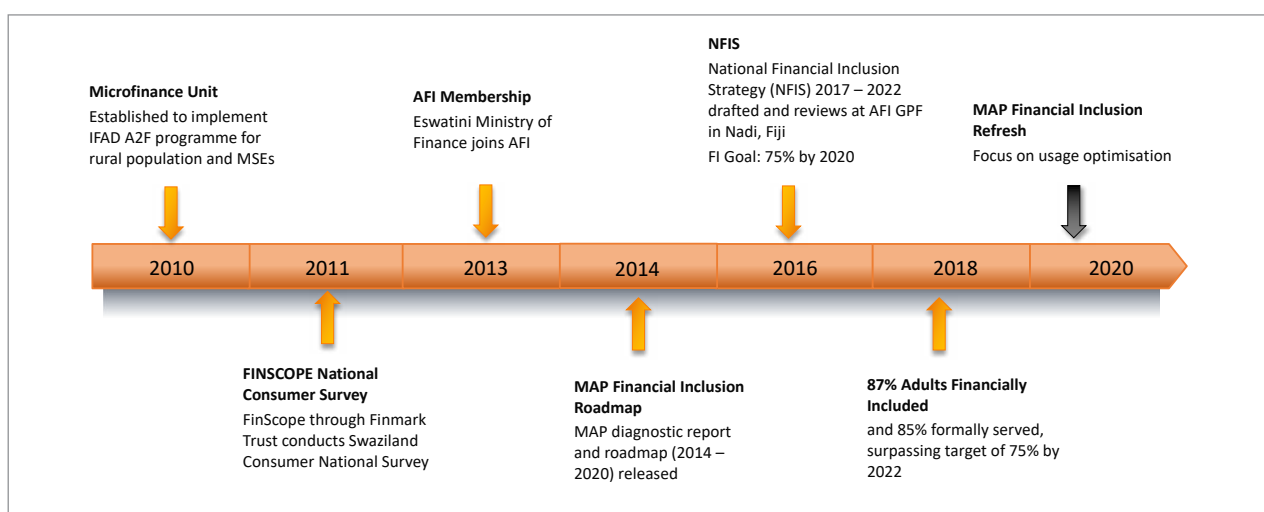 Microfinance Unit
Established to implement
IFAD A2F programme for
rural population and MSEs
AFI Membership
Eswatini Ministry of
Finance joins AFI
NFIS
National Financial Inclusion
Strategy (NFIS) 2017 – 2022
drafted and reviews at AFI GPF
in Nadi, Fiji
FI Goal: 75% by 2020
MAP Financial Inclusion
Refresh
Focus on usage optimisation
2010 2011 2013 2014 2016 2018 2020
FINSCOPE National
Consumer Survey
FinScope through Finmark
Trust conducts Swaziland
Consumer National Survey
MAP Financial Inclusion
Roadmap
MAP diagnostic report
and roadmap (2014 –
2020) released
87% Adults Financially
Included
and 85% formally served,
surpassing target of 75% by
2022